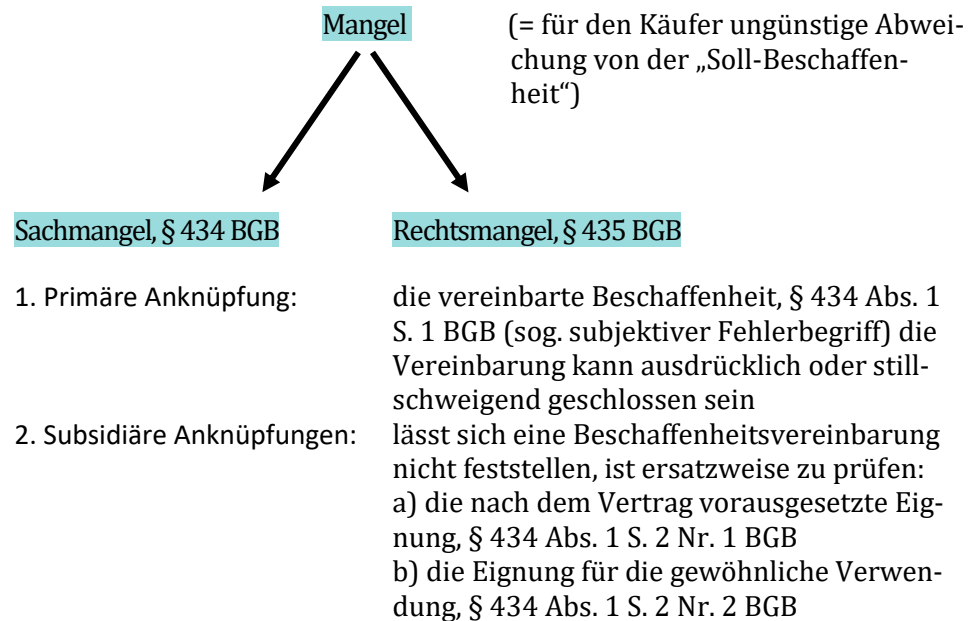 Mangel (= für den Käufer ungünstige Abwei-
chung von der „Soll-Beschaffen-
heit“)
Sachmangel, § 434 BGB Rechtsmangel, § 435 BGB
1. Primäre Anknüpfung: die vereinbarte Beschaffenheit, § 434 Abs. 1
S. 1 BGB (sog. subjektiver Fehlerbegriff) die
Vereinbarung kann ausdrücklich oder still-
schweigend geschlossen sein
2. Subsidiäre Anknüpfungen: lässt sich eine Beschaffenheitsvereinbarung
nicht feststellen, ist ersatzweise zu prüfen:
a) die nach dem Vertrag vorausgesetzte Eig-
nung, § 434 Abs. 1 S. 2 Nr. 1 BGB
b) die Eignung für die gewöhnliche Verwen-
dung, § 434 Abs. 1 S. 2 Nr. 2 BGB